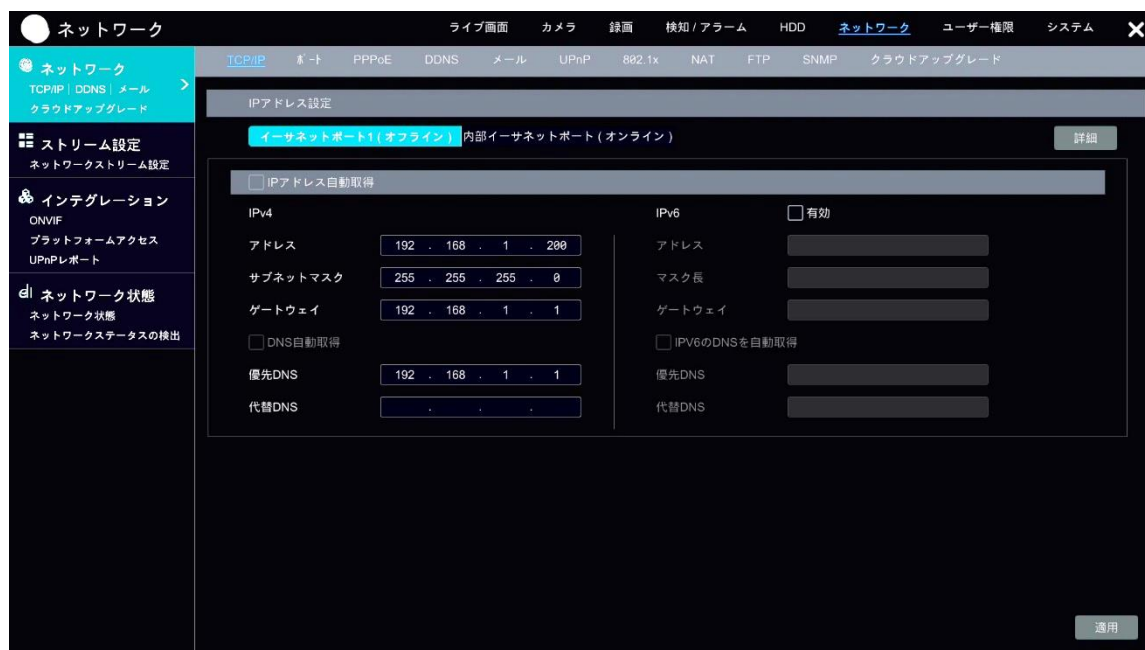 ネットワーク
ライブ画面 カメラ 録画 検知 / アラーム HDD ネットワーク ユーザー権限 システム
ネットワーク
TCP/IP | DDNS | メール
クラウドアップグレード
ストリーム設定
ネットワークストリーム設定
インテグレーション
ONVIF
プラットフォームアクセス
UPnPレポート
ネットワーク状態
ネットワーク状態
ネットワークステータスの検出
TCP/IP ﾎﾟｰﾄ PPPoE DDNS メール UPnP 802.1x NAT FTP SNMP クラウドアップグレード
IPアドレス設定
イーサネットポート1 ( オフライン ) 内部イーサネットポート ( オンライン )
詳細
IPアドレス自動取得
IPv4
アドレス 192 . 168 . 1 . 200
サブネットマスク 255 . 255 . 255 . 0
ゲートウェイ 192 . 168 . 1 . 1
DNS自動取得
優先DNS 192 . 168 . 1 . 1
代替DNS . . .
IPv6 有効
アドレス
マスク長
ゲートウェイ
IPV6のDNSを自動取得
優先DNS
代替DNS
適用